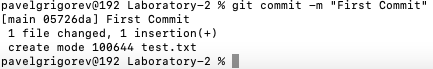 pavelgrigorev@192 Laboratory-2 % git commit -m "First Commit"
[main 05726da] First Commit
 1 file changed, 1 insertion(+)
 create mode 100644 test.txt
pavelgrigorev@192 Laboratory-2 %